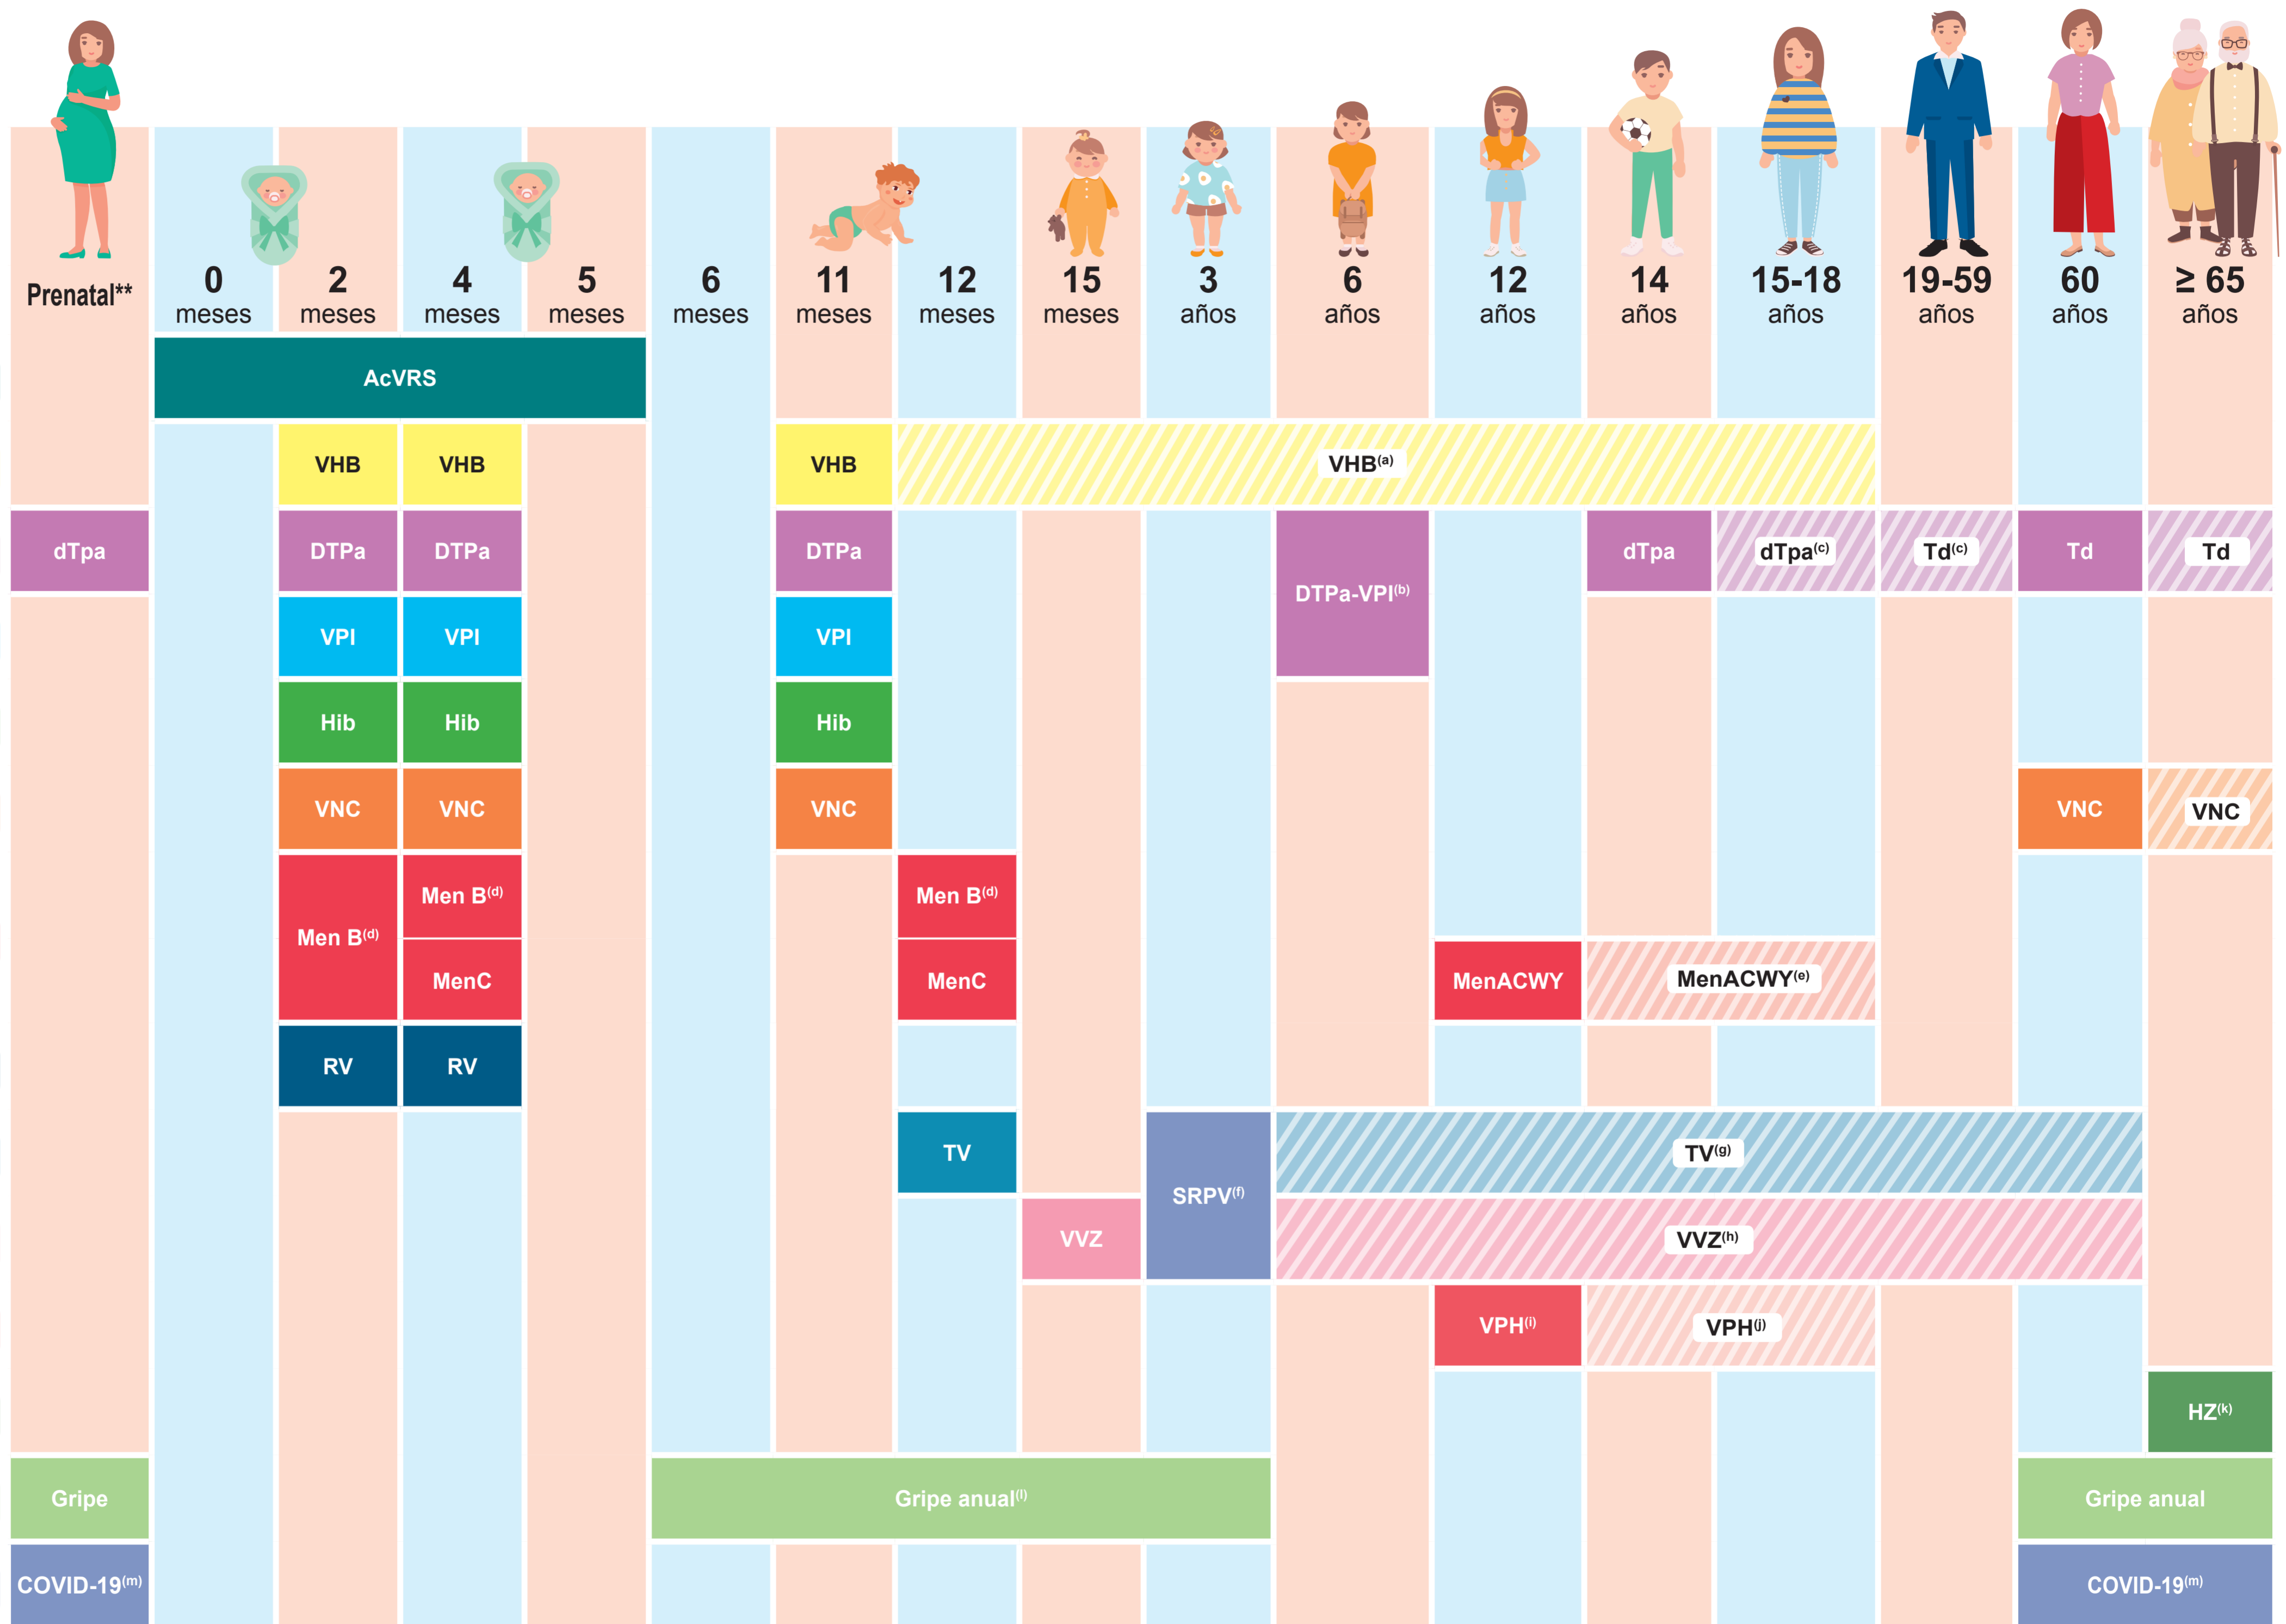 Prenatal**
0 meses
2 meses
4 meses
5 meses
6 meses
11 meses
12 meses
15 meses
3 años
6 años
12 años
14 años
15-18 años
19-59 años
60 años
≥ 65 años
AcVRS
VHB VHB VHB VHB(a)
dTpa DTPa DTPa DTPa DTPa-VPI(b) dTpa dTpa(c) Td(c) Td Td
VPI VPI VPI
Hib Hib Hib
VNC VNC VNC VNC VNC
Men B(d) Men B(d) Men B(d)
MenC MenC MenACWY MenACWY(e)
RV RV
TV SRPV(f) TV(g)
VVZ VVZ(h)
VPH(i) VPH(j)
HZ(k)
Gripe Gripe anual(l) Gripe anual
COVID-19(m) COVID-19(m)